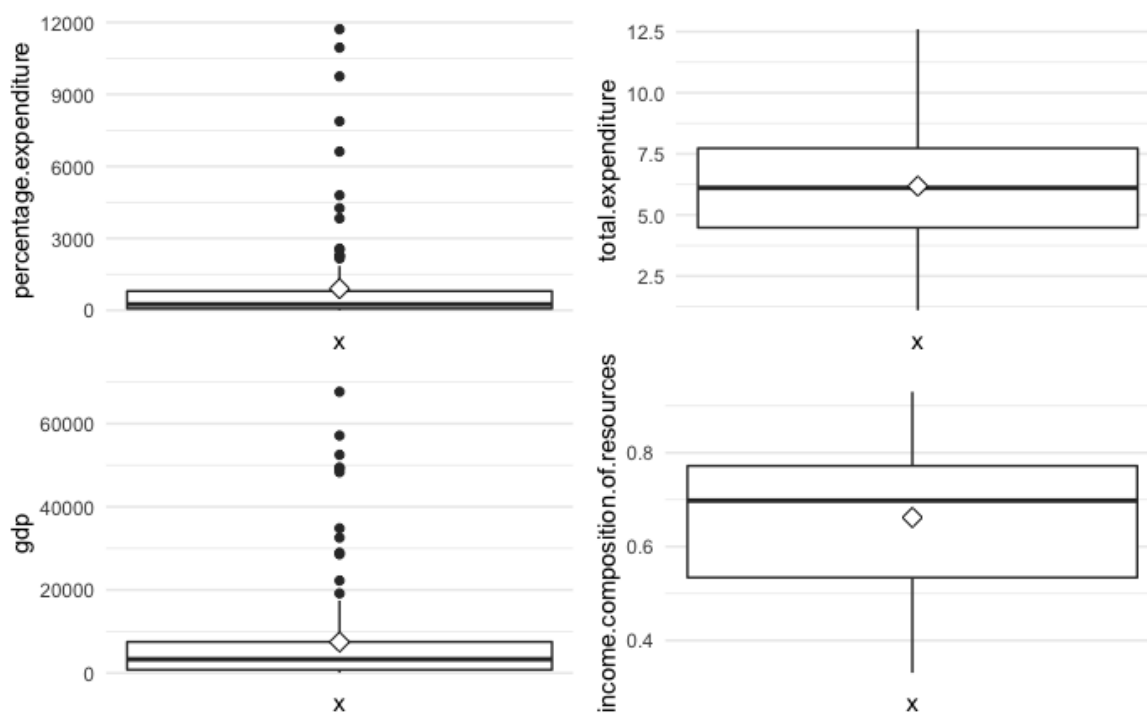 percentage.expenditure
12000
9000
6000
3000
0
x
total.expenditure
12.5
10.0
7.5
5.0
2.5
x
gdp
60000
40000
20000
0
x
income.composition.of.resources
0.8
0.6
0.4
x